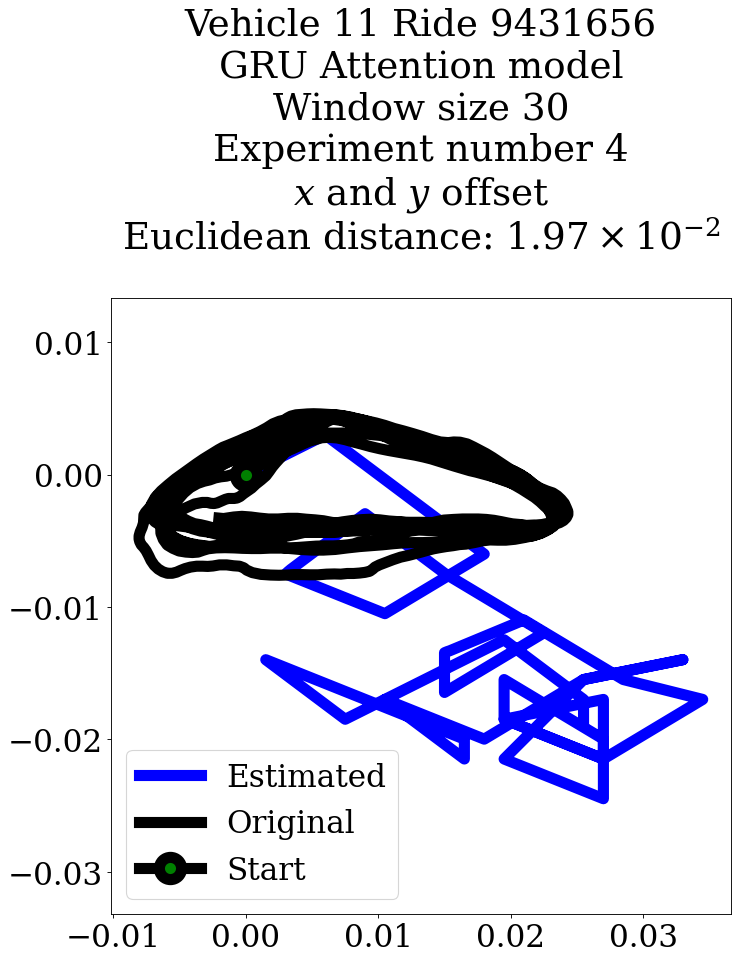 Vehicle 11 Ride 9431656
GRU Attention model
Window size 30
Experiment number 4
x and y offset
Euclidean distance: 1.97 × 10⁻²
0.01
0.00
−0.01
−0.02
−0.03
Estimated
Original
Start
−0.01 0.00 0.01 0.02 0.03